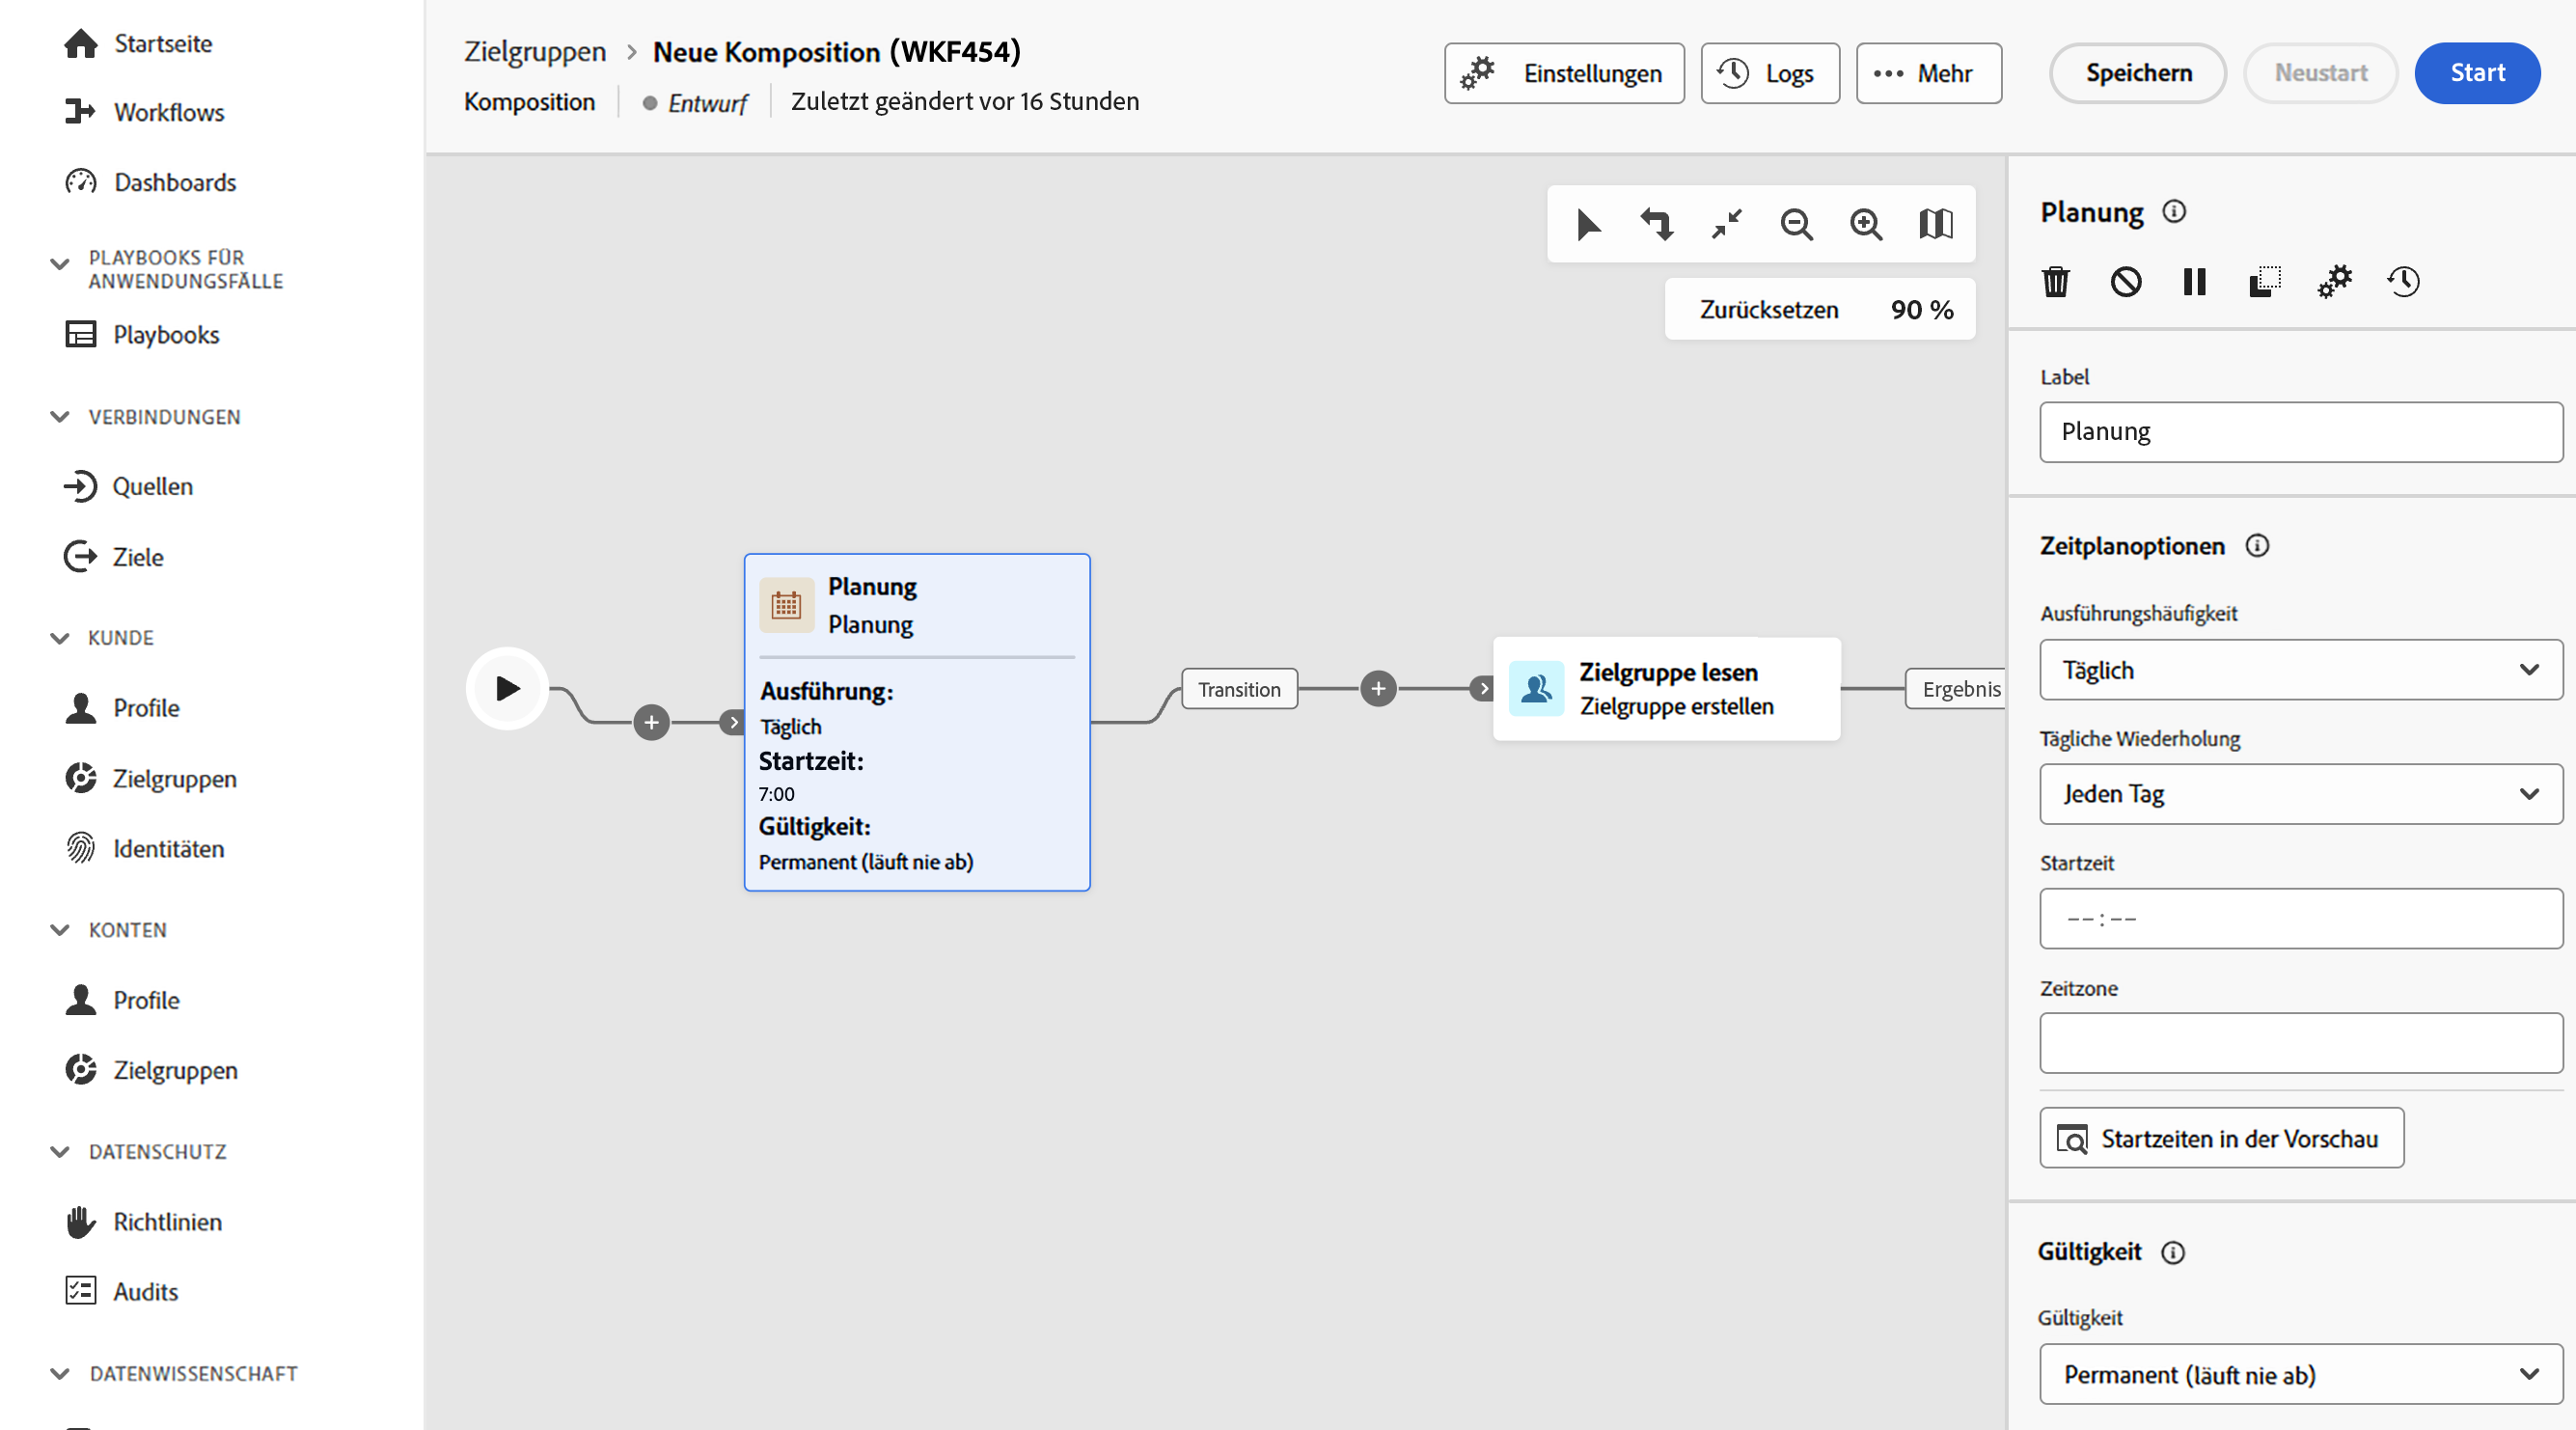 Startseite
Workflows
Dashboards
PLAYBOOKS FÜR
ANWENDUNGSFÄLLE
Playbooks
VERBINDUNGEN
Quellen
Ziele
KUNDE
Profile
Zielgruppen
Identitäten
KONTEN
Profile
Zielgruppen
DATENSCHUTZ
Richtlinien
Audits
DATENWISSENSCHAFT
Zielgruppen > Neue Komposition (WKF454)
Komposition Entwurf Zuletzt geändert vor 16 Stunden
Einstellungen Logs Mehr Speichern Neustart Start
Zurücksetzen 90 %
Planung
Planung
Ausführung:
Täglich
Startzeit:
7:00
Gültigkeit:
Permanent (läuft nie ab)
Transition
Zielgruppe lesen
Zielgruppe erstellen
Ergebnis
Planung
Label
Planung
Zeitplanoptionen
Ausführungshäufigkeit
Täglich
Tägliche Wiederholung
Jeden Tag
Startzeit
--:--
Zeitzone
Startzeiten in der Vorschau
Gültigkeit
Gültigkeit
Permanent (läuft nie ab)